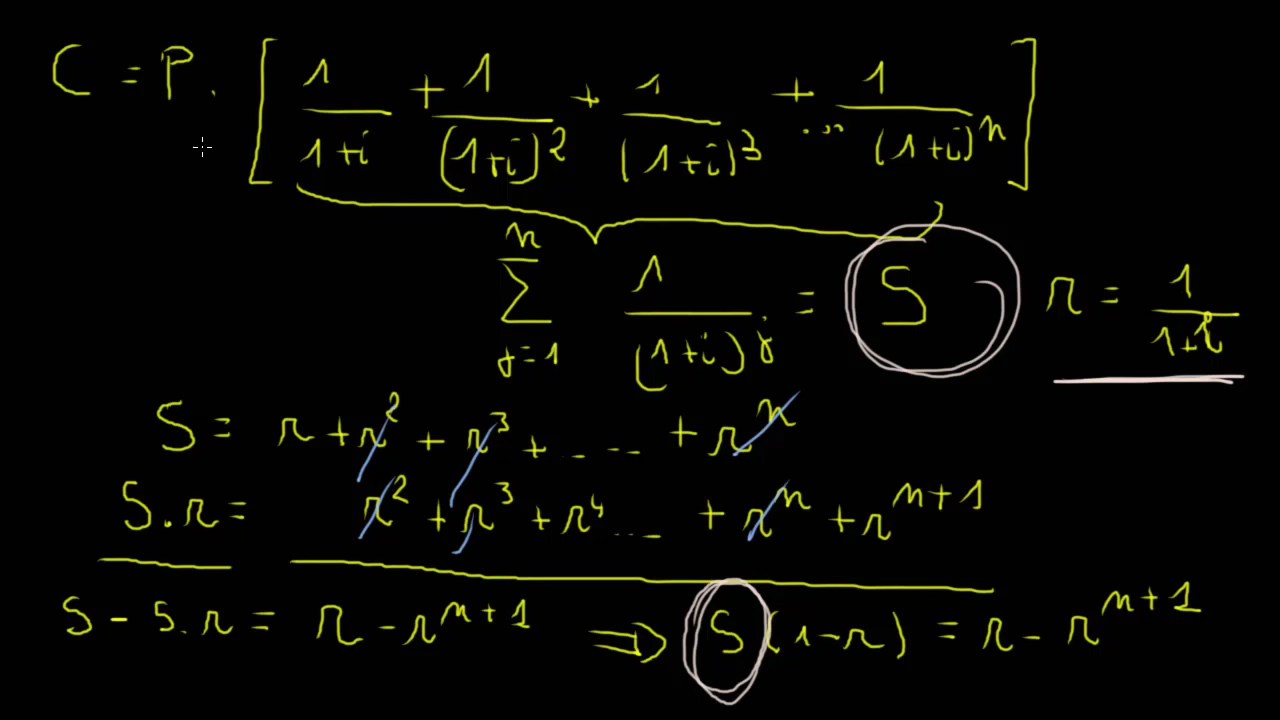 C = P . [ 1/(1+i) + 1/(1+i)^2 + 1/(1+i)^3 + ... + 1/(1+i)^n ]
∑_{j=1}^{n} 1/(1+i)^j = S r = 1/(1+i)
S = r + r^2 + r^3 + .... + r^n
S.r = r^2 + r^3 + r^4 ... + r^n + r^{n+1}
S - S.r = r - r^{n+1} ⇒ S(1-r) = r - r^{n+1}